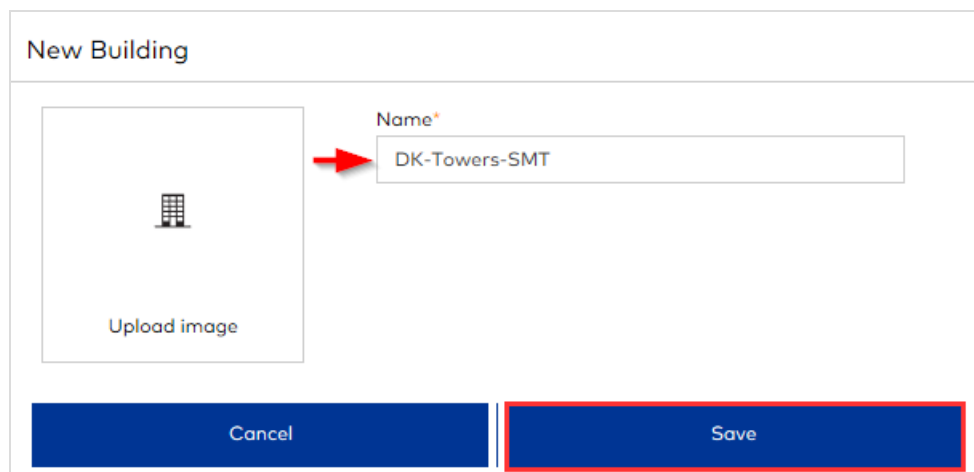 New Building
Name*
DK-Towers-SMT
Upload image
Cancel
Save